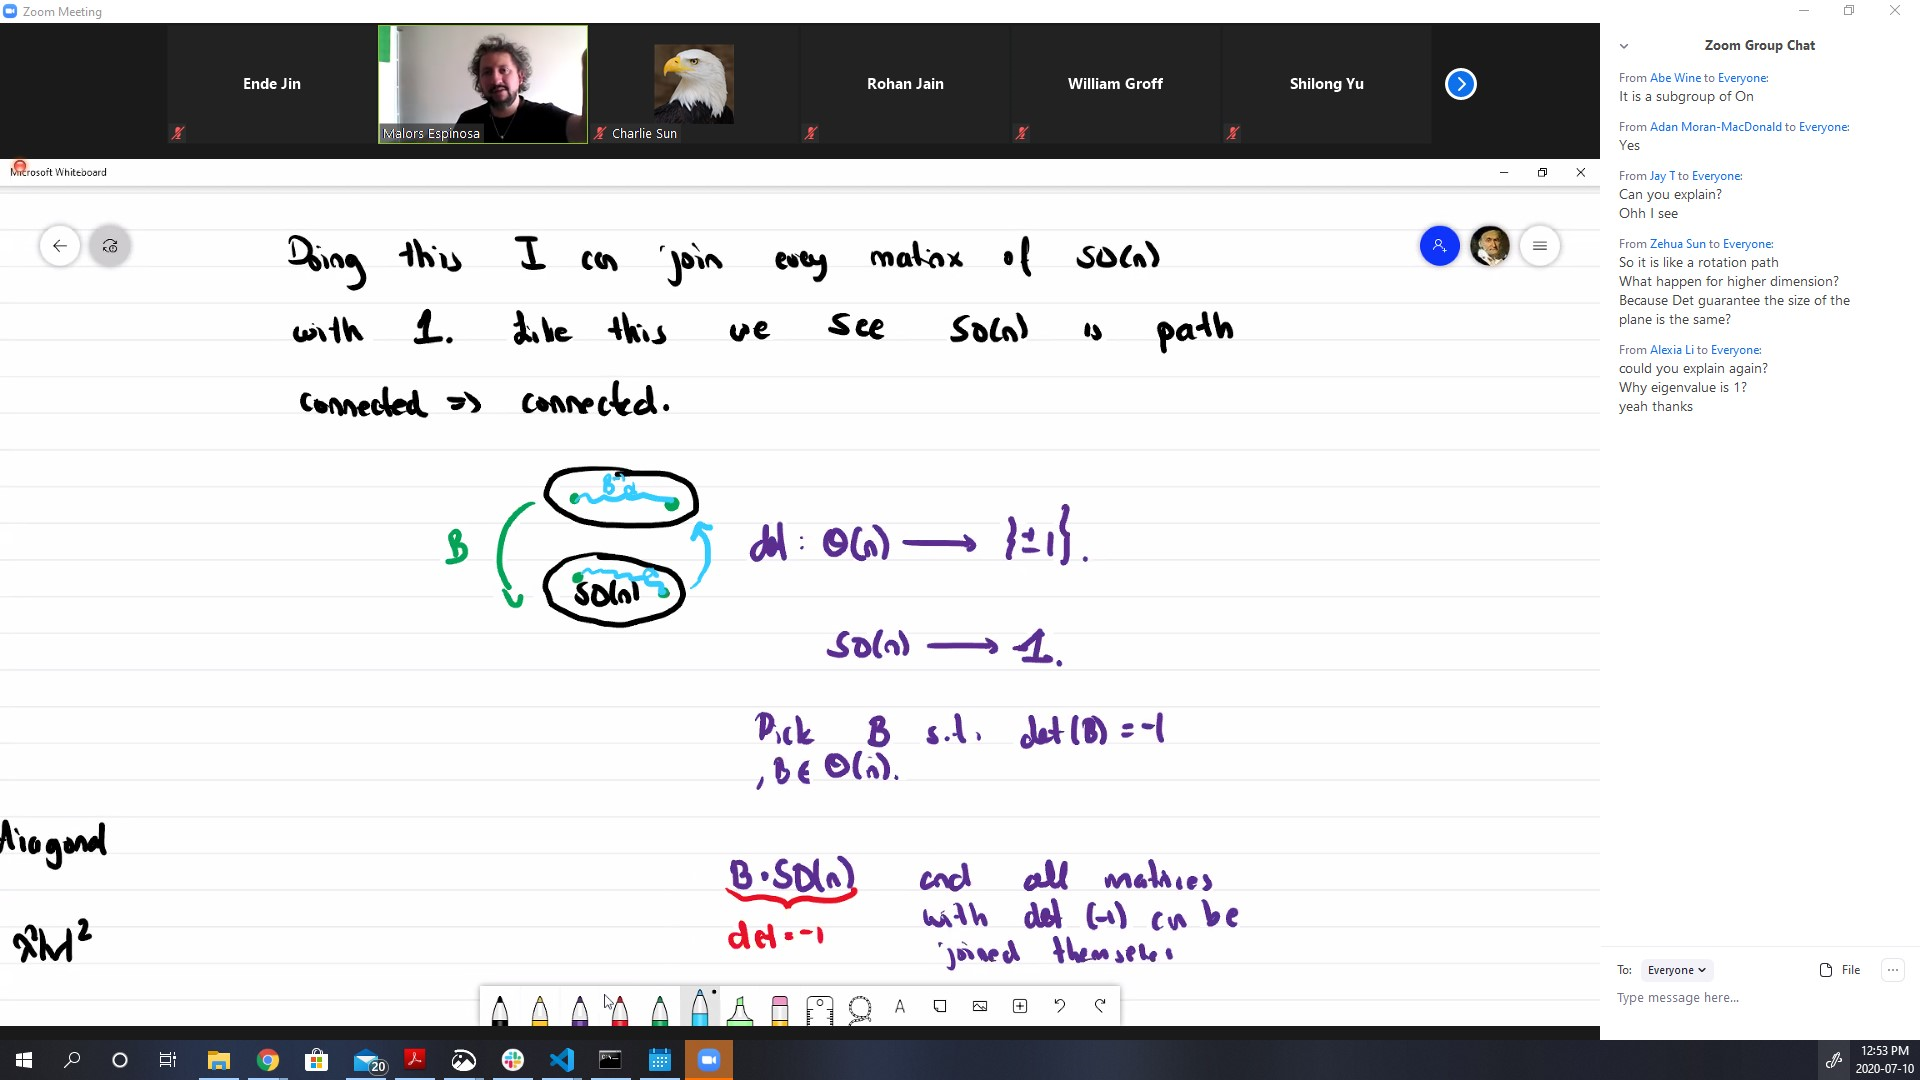 Zoom Meeting
Ende Jin
Malors Espinosa
Charlie Sun
Rohan Jain
William Groff
Shilong Yu
Microsoft Whiteboard
Doing this I can join every matrix of SO(n)
with 1. Like this we see SO(n) is path
connected => connected.
B
SO(n)
det : O(n) ⟶ {±1}.
SO(n) ⟶ 1.
Pick B s.t. det(B) = -1
, B ∈ O(n).
Diagonal
B·SO(n) and all matrices
det = -1 with det (-1) cn be
joined
A
Zoom Group Chat
From Abe Wine to Everyone:
It is a subgroup of On
From Adan Moran-MacDonald to Everyone:
Yes
From Jay T to Everyone:
Can you explain?
Ohh I see
From Zehua Sun to Everyone:
So it is like a rotation path
What happen for higher dimension?
Because Det guarantee the size of the
plane is the same?
From Alexia Li to Everyone:
could you explain again?
Why eigenvalue is 1?
yeah thanks
To: Everyone File
Type message here...
20
12:53 PM
2020-07-10